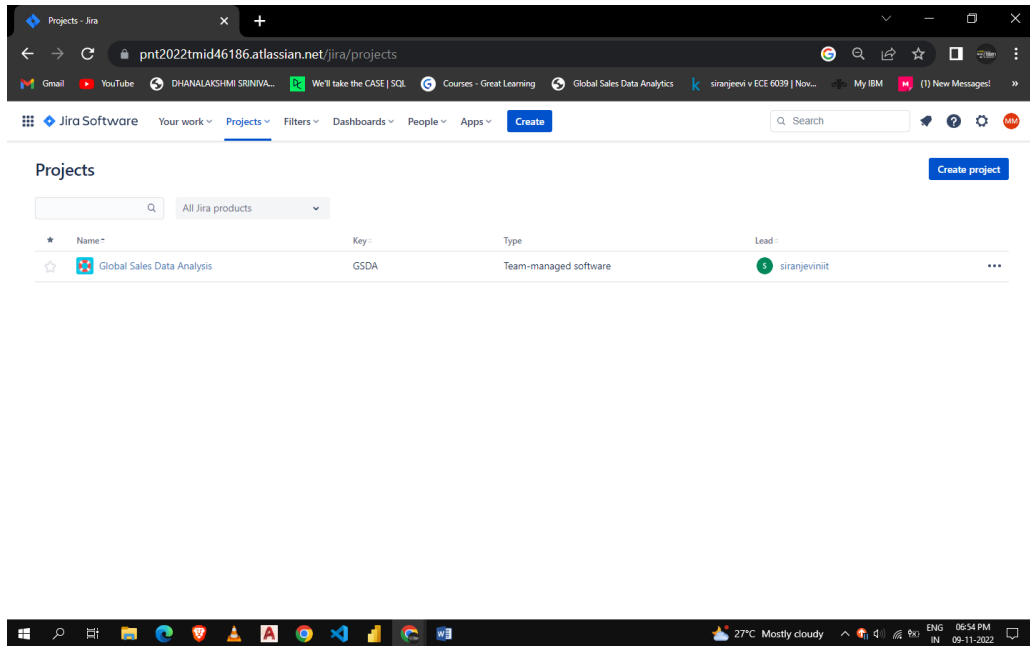 Projects - Jira
pnt2022tmid46186.atlassian.net/jira/projects
Gmail YouTube DHANALAKSHMI SRINIVA... We'll take the CASE | SQL Courses - Great Learning Global Sales Data Analytics siranjeevi v ECE 6039 | Nov... My IBM (1) New Messages!
Jira Software Your work Projects Filters Dashboards People Apps Create Search MM
Projects Create project
All Jira products
Name Key Type Lead
Global Sales Data Analysis GSDA Team-managed software S siranjeviniit
27°C Mostly cloudy ENG 06:54 PM
IN 09-11-2022